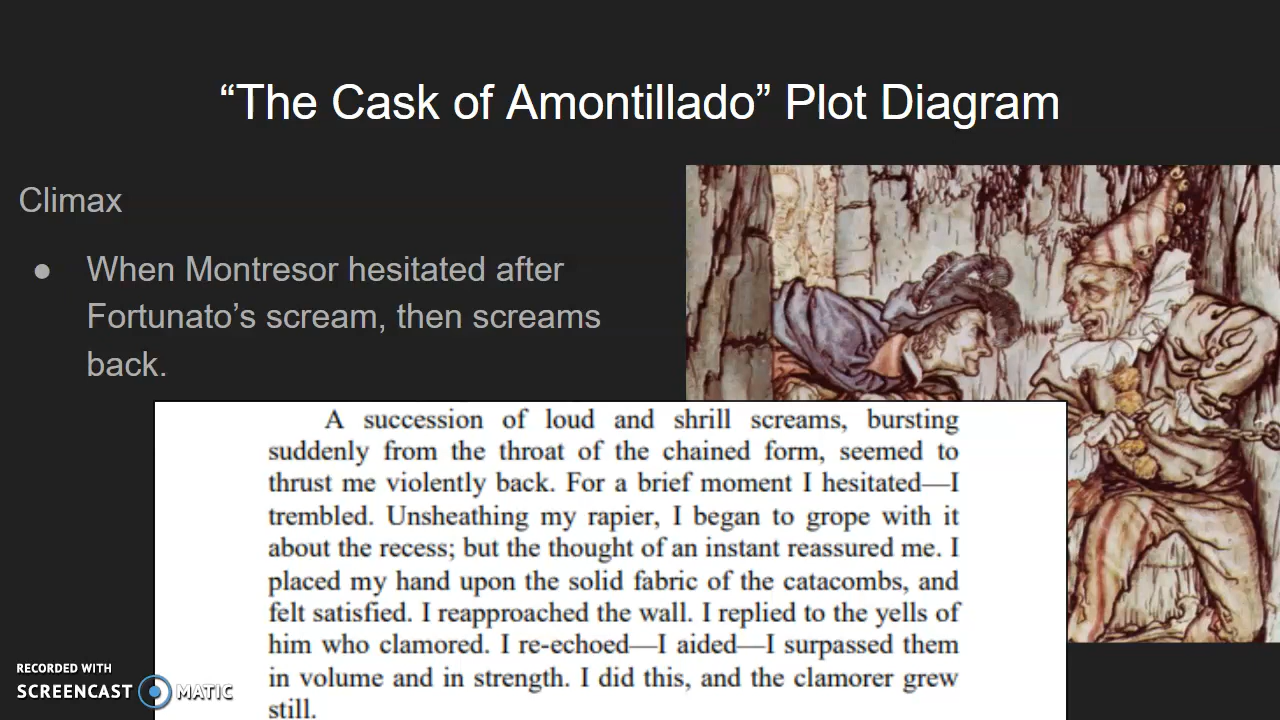 “The Cask of Amontillado” Plot Diagram
Climax
● When Montresor hesitated after
Fortunato’s scream, then screams
back.
A succession of loud and shrill screams, bursting
suddenly from the throat of the chained form, seemed to
thrust me violently back. For a brief moment I hesitated—I
trembled. Unsheathing my rapier, I began to grope with it
about the recess; but the thought of an instant reassured me. I
placed my hand upon the solid fabric of the catacombs, and
felt satisfied. I reapproached the wall. I replied to the yells of
him who clamored. I re-echoed—I aided—I surpassed them
in volume and in strength. I did this, and the clamorer grew
still.
RECORDED WITH
SCREENCAST MATIC